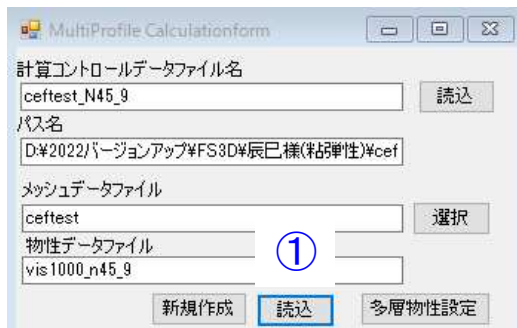 MultiProfile Calculationform
計算コントロールデータファイル名
ceftest_N45_9 読込
パス名
D:¥2022バージョンアップ¥FS3D¥辰巳様(粘弾性)¥cef
メッシュデータファイル
ceftest 選択
物性データファイル
vis1000_n45_9
①
新規作成 読込 多層物性設定